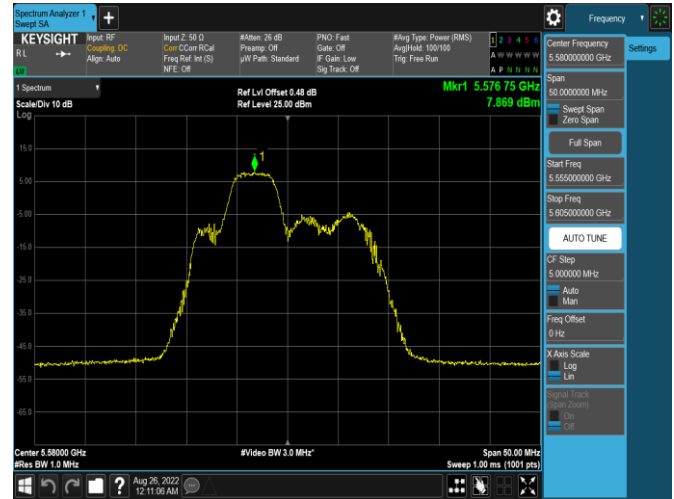 Spectrum Analyzer 1
Swept SA
Frequency
KEYSIGHT
RL
Input: RF
Coupling: DC
Align: Auto
Input Z: 50 Ω
Corr CCorr RCal
Freq Ref: Int (S)
NFE: Off
#Atten: 26 dB
Preamp: Off
µW Path: Standard
PNO: Fast
Gate: Off
IF Gain: Low
Sig Track: Off
#Avg Type: Power (RMS)
Avg|Hold: 100/100
Trig: Free Run
1 2 3 4 5 6
A W W W W W
A P N N N N
1 Spectrum
Scale/Div 10 dB
Log
Ref Lvl Offset 0.48 dB
Ref Level 25.00 dBm
Mkr1 5.576 75 GHz
7.869 dBm
1
15.0
5.00
-5.00
-15.0
-25.0
-35.0
-45.0
-55.0
-65.0
Center 5.58000 GHz
#Res BW 1.0 MHz
#Video BW 3.0 MHz*
Span 50.00 MHz
Sweep 1.00 ms (1001 pts)
Aug 26, 2022
12:11:06 AM
Center Frequency
5.580000000 GHz
Settings
Span
50.0000000 MHz
Swept Span
Zero Span
Full Span
Start Freq
5.555000000 GHz
Stop Freq
5.605000000 GHz
AUTO TUNE
CF Step
5.000000 MHz
Auto
Man
Freq Offset
0 Hz
X Axis Scale
Log
Lin
Signal Track
(Span Zoom)
On
Off